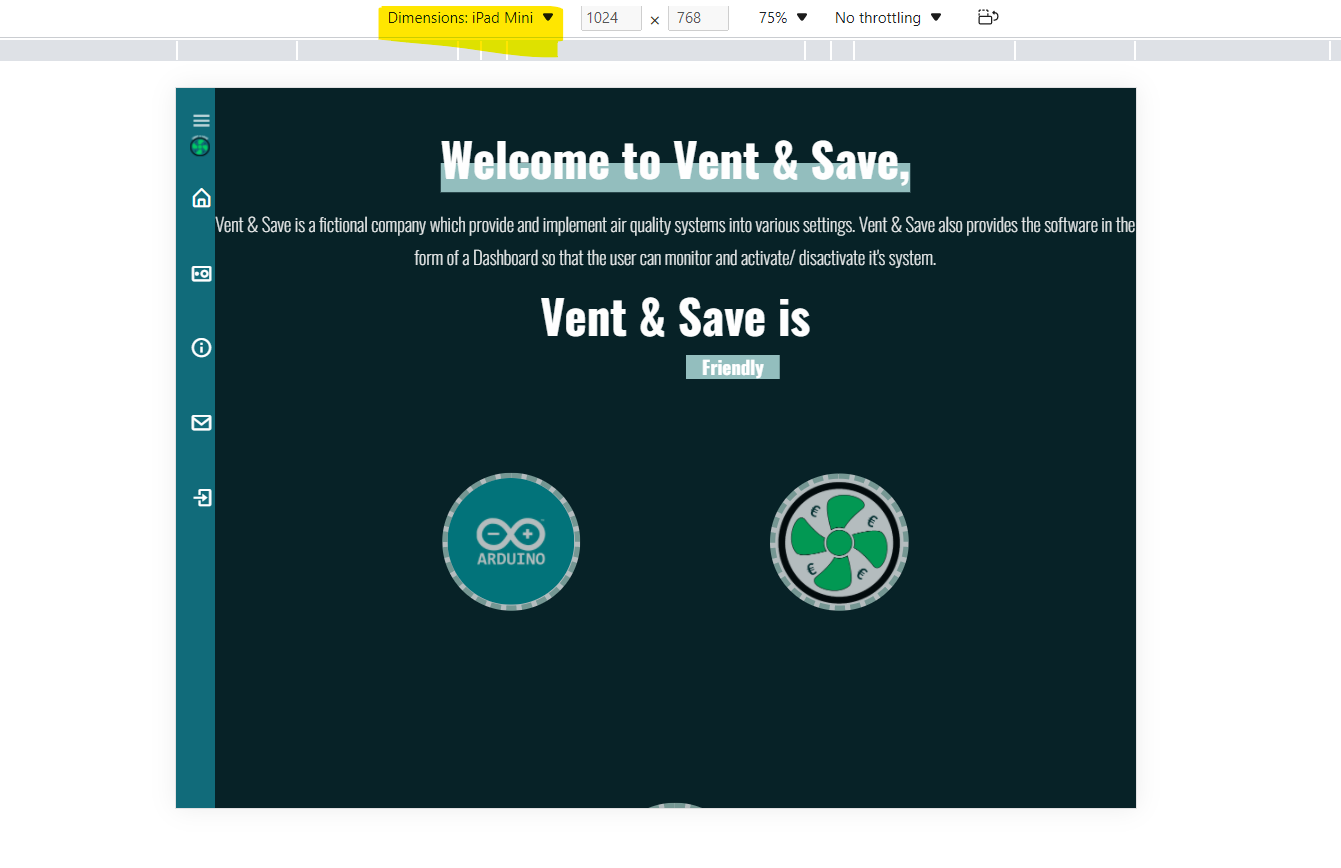 Dimensions: iPad Mini 1024 × 768 75% No throttling
Welcome to Vent & Save,
Vent & Save is a fictional company which provide and implement air quality systems into various settings. Vent & Save also provides the software in the
form of a Dashboard so that the user can monitor and activate/ disactivate it's system.
Vent & Save is
Friendly
ARDUINO
€ €
€ €